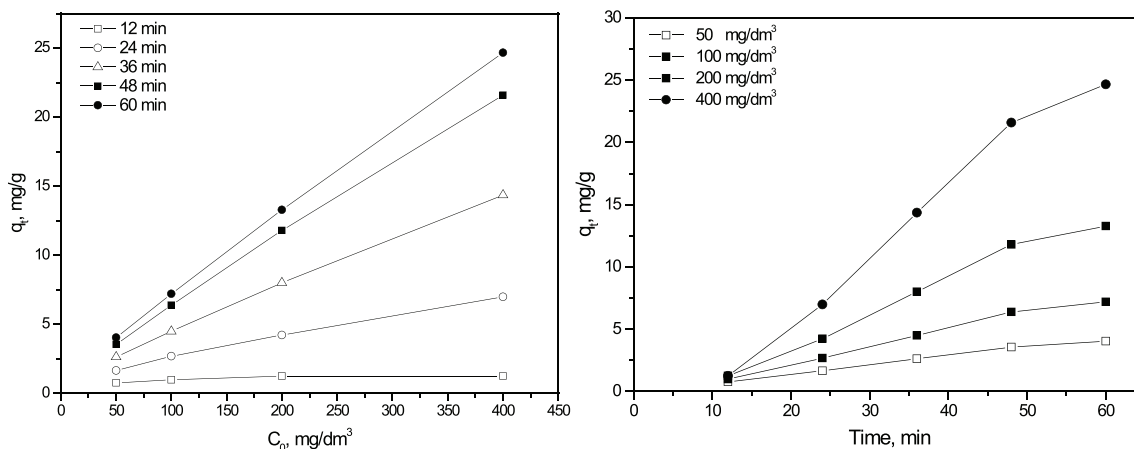 12 min
24 min
36 min
48 min
60 min
25
20
15
10
5
0
q_t, mg/g
0 50 100 150 200 250 300 350 400 450
C_0, mg/dm³
50 mg/dm³
100 mg/dm³
200 mg/dm³
400 mg/dm³
30
25
20
15
10
5
0
q_t, mg/g
0 10 20 30 40 50 60
Time, min